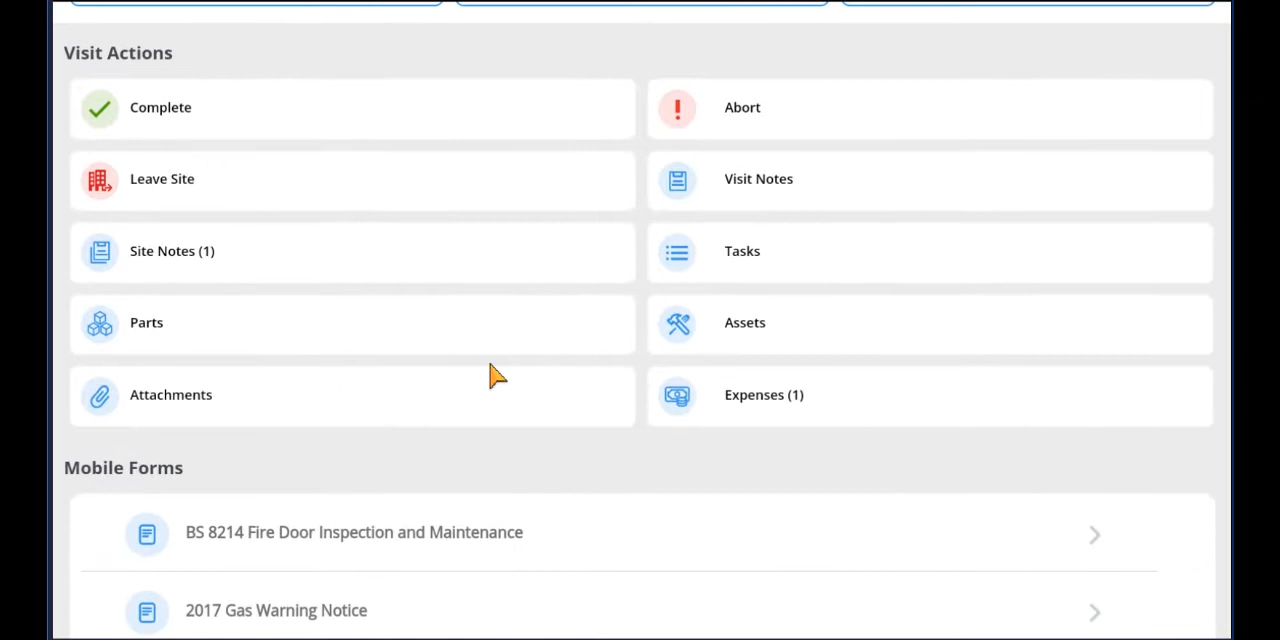 Visit Actions
Complete
Abort
Leave Site
Visit Notes
Site Notes (1)
Tasks
Parts
Assets
Attachments
Expenses (1)
Mobile Forms
BS 8214 Fire Door Inspection and Maintenance
2017 Gas Warning Notice